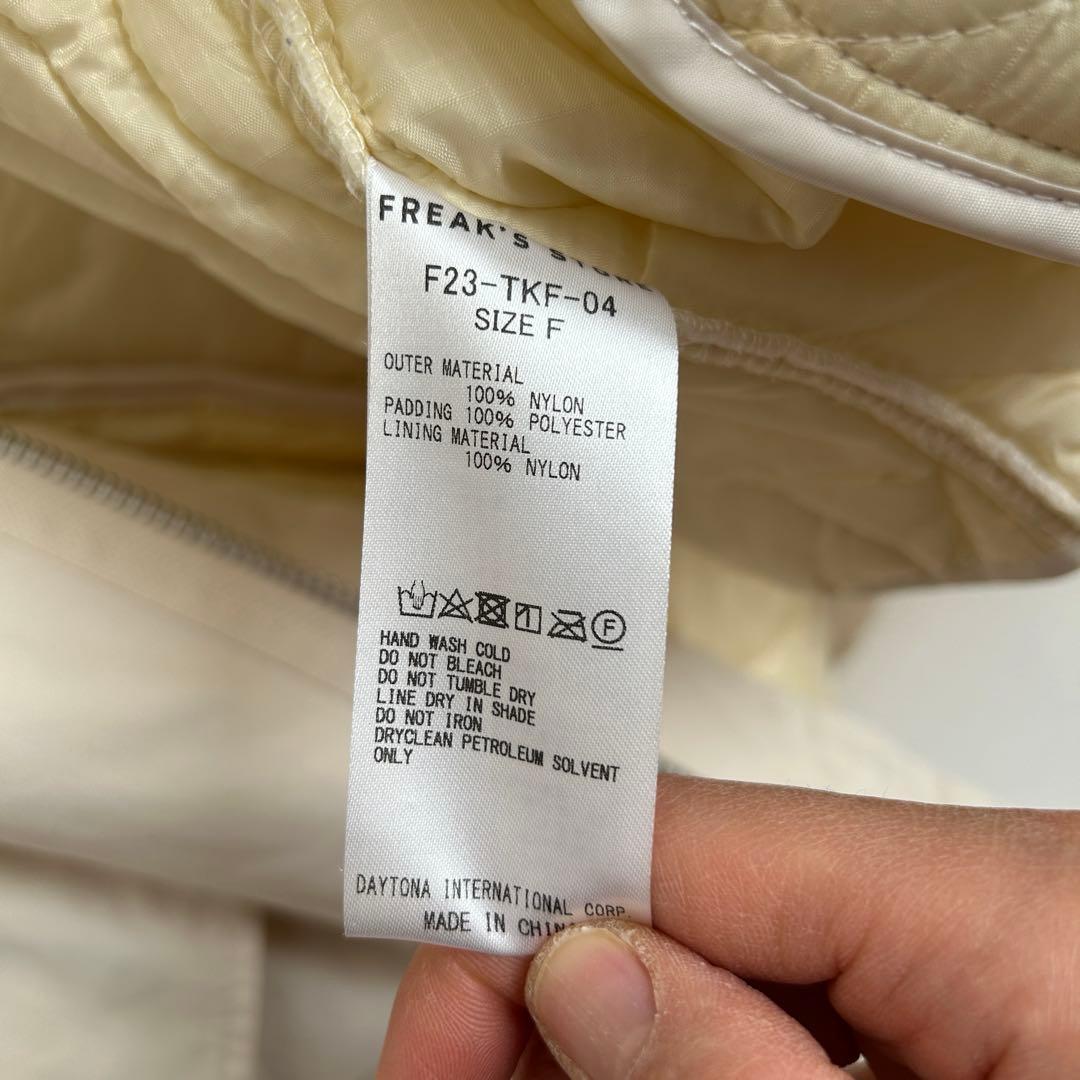 FREAK'S STORE
F23-TKF-04
SIZE F
OUTER MATERIAL
100% NYLON
PADDING 100% POLYESTER
LINING MATERIAL
100% NYLON
F
HAND WASH COLD
DO NOT BLEACH
DO NOT TUMBLE DRY
LINE DRY IN SHADE
DO NOT IRON
DRYCLEAN PETROLEUM SOLVENT
ONLY
DAYTONA INTERNATIONAL CORP.
MADE IN CHINA